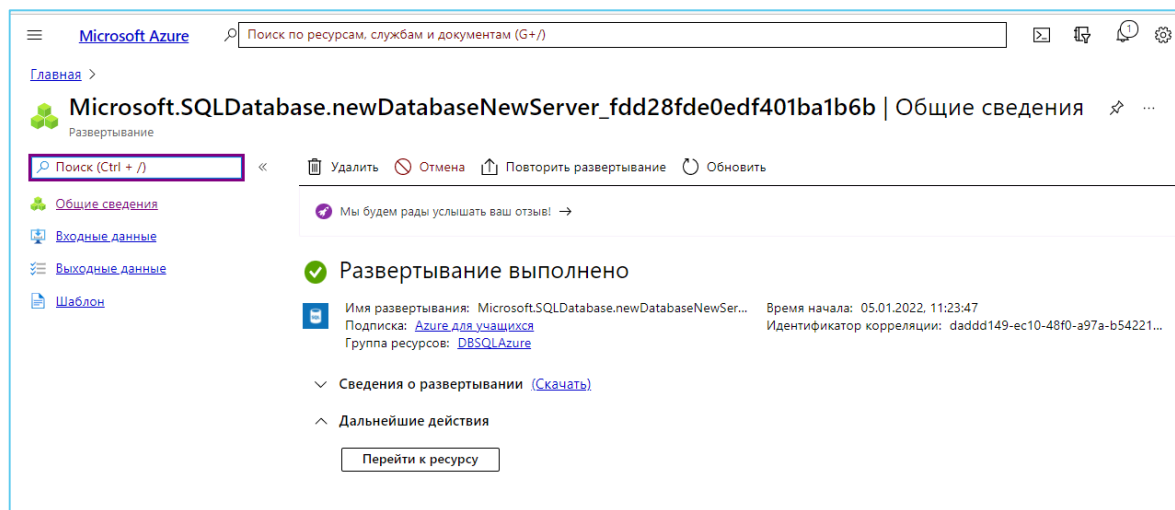 Microsoft Azure Поиск по ресурсам, службам и документам (G+/) 1
Главная >
Microsoft.SQLDatabase.newDatabaseNewServer_fdd28fde0edf401ba1b6b | Общие сведения ...
Развертывание
Поиск (Ctrl + /) «
Удалить Отмена Повторить развертывание Обновить
Общие сведения
Входные данные
Выходные данные
Шаблон
Мы будем рады услышать ваш отзыв! →
Развертывание выполнено
Имя развертывания: Microsoft.SQLDatabase.newDatabaseNewSer...
Подписка: Azure для учащихся
Группа ресурсов: DBSQLAzure
Время начала: 05.01.2022, 11:23:47
Идентификатор корреляции: daddd149-ec10-48f0-a97a-b54221...
Сведения о развертывании (Скачать)
Дальнейшие действия
Перейти к ресурсу